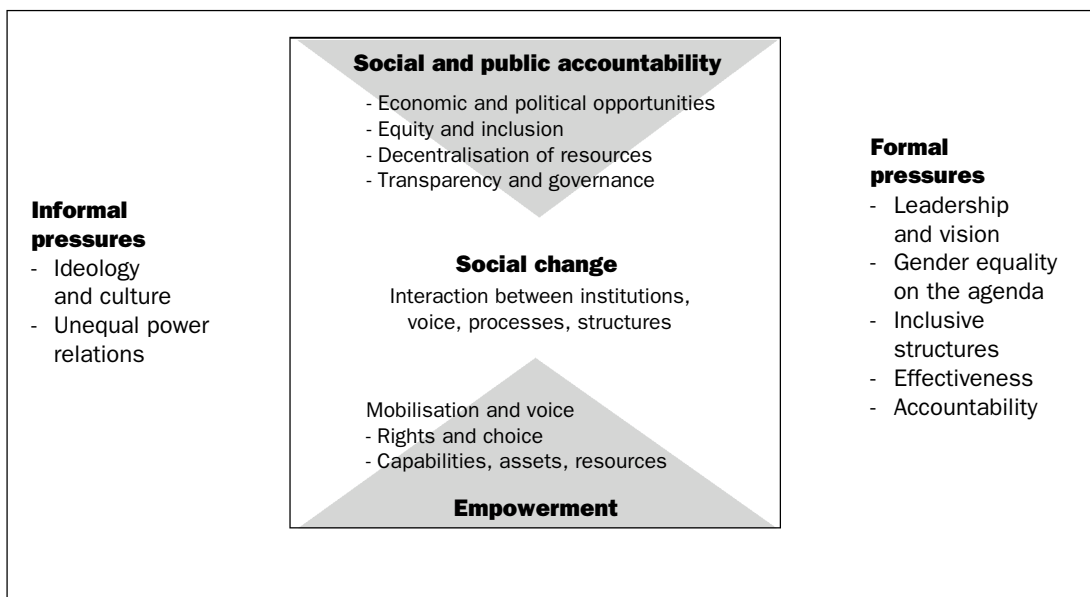 Social and public accountability
- Economic and political opportunities
- Equity and inclusion
- Decentralisation of resources
- Transparency and governance
Informal
pressures
- Ideology
and culture
- Unequal power
relations
Social change
Interaction between institutions,
voice, processes, structures
Mobilisation and voice
- Rights and choice
- Capabilities, assets, resources
Empowerment
Formal
pressures
- Leadership
and vision
- Gender equality
on the agenda
- Inclusive
structures
- Effectiveness
- Accountability